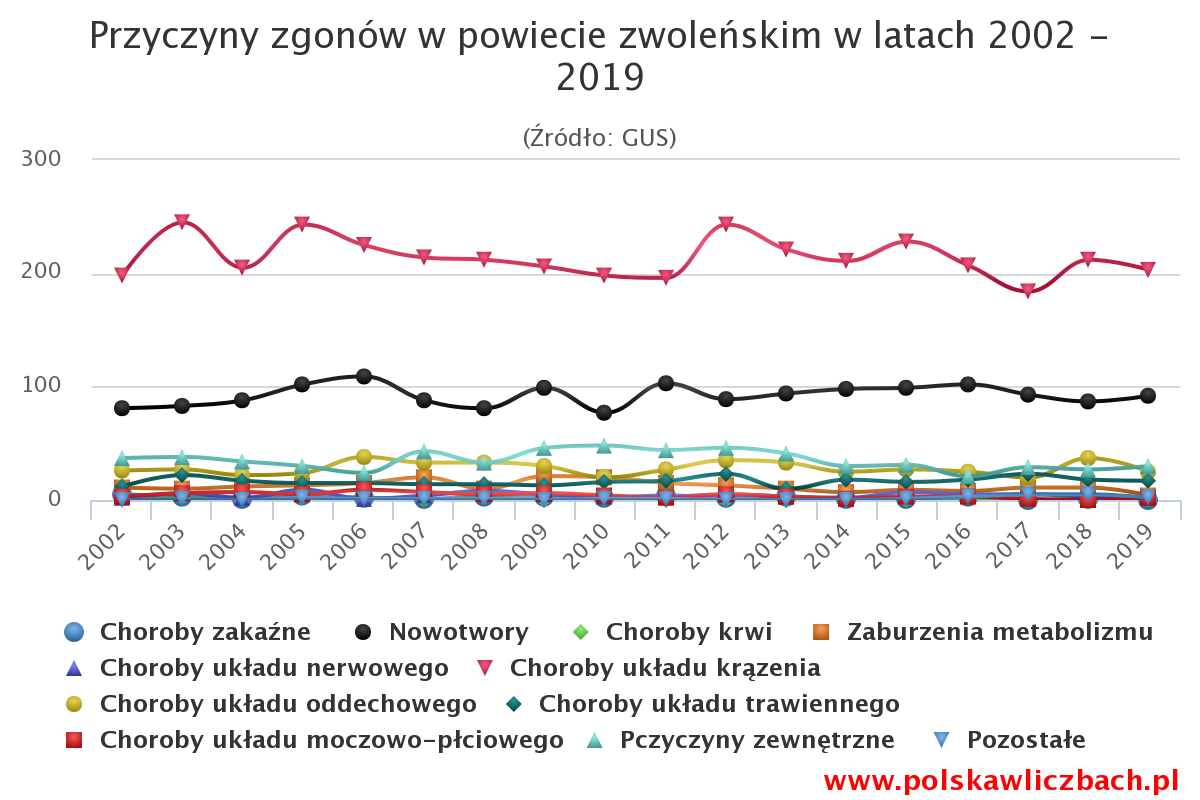 Przyczyny zgonów w powiecie zwoleńskim w latach 2002 –
2019
(Źródło: GUS)
300
200
100
0
2002 2003 2004 2005 2006 2007 2008 2009 2010 2011 2012 2013 2014 2015 2016 2017 2018 2019
Choroby zakaźne Nowotwory Choroby krwi Zaburzenia metabolizmu
Choroby układu nerwowego Choroby układu krązenia
Choroby układu oddechowego Choroby układu trawiennego
Choroby układu moczowo-płciowego Pczyczyny zewnętrzne Pozostałe
www.polskawliczbach.pl